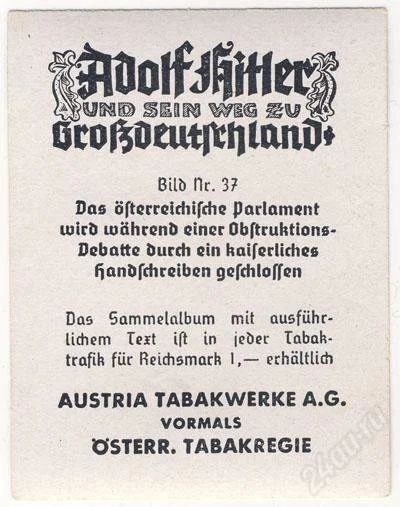 Adolf Hitler
UND SEIN WEG ZU
Großdeutschland
Bild Nr. 37
Das österreichische Parlament
wird während einer Obstruktions-
Debatte durch ein kaiserliches
Handschreiben geschlossen
Das Sammelalbum mit ausführ-
lichem Text ist in jeder Tabak-
trafik für Reichsmark 1,— erhältlich
AUSTRIA TABAKWERKE A.G.
VORMALS
ÖSTERR. TABAKREGIE
24au.ru